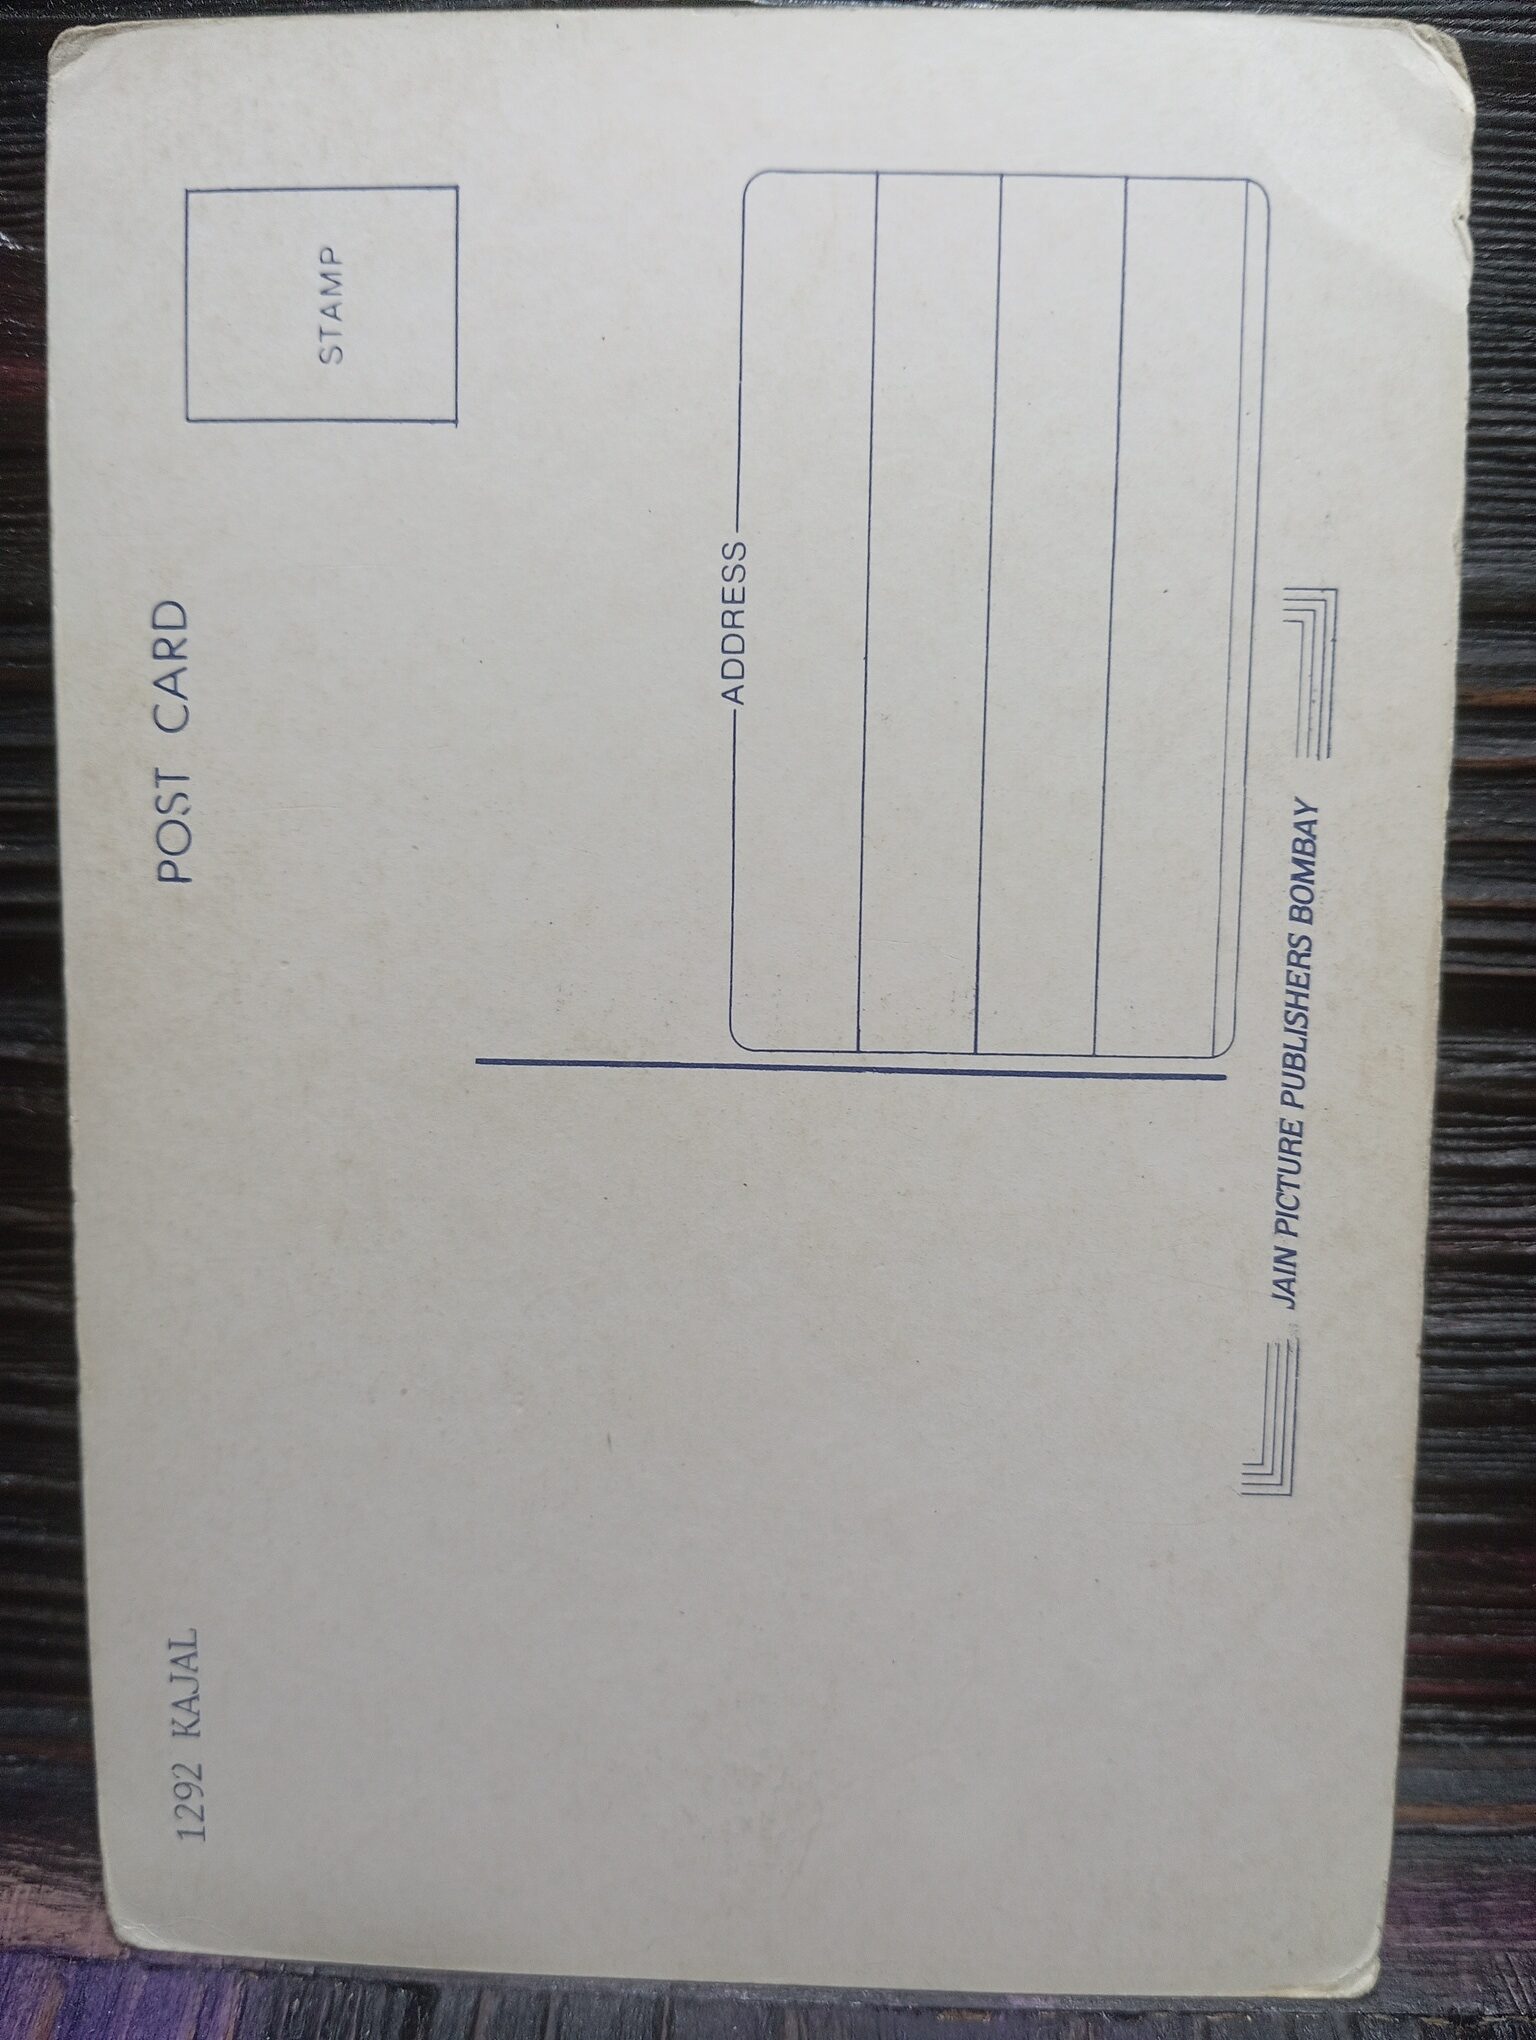 1292 KAJAL
POST CARD
STAMP
ADDRESS
JAIN PICTURE PUBLISHERS BOMBAY